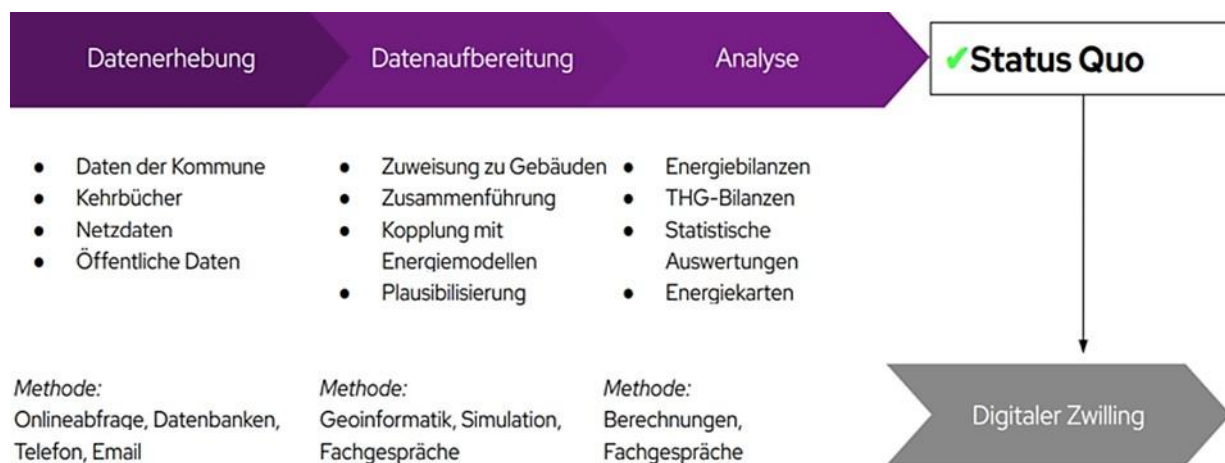 Datenerhebung
Datenaufbereitung
Analyse
✔Status Quo
● Daten der Kommune
● Kehrbücher
● Netzdaten
● Öffentliche Daten
● Zuweisung zu Gebäuden
● Zusammenführung
● Kopplung mit
Energiemodellen
● Plausibilisierung
● Energiebilanzen
● THG-Bilanzen
● Statistische
Auswertungen
● Energiekarten
Methode:
Onlineabfrage, Datenbanken,
Telefon, Email
Methode:
Geoinformatik, Simulation,
Fachgespräche
Methode:
Berechnungen,
Fachgespräche
Digitaler Zwilling